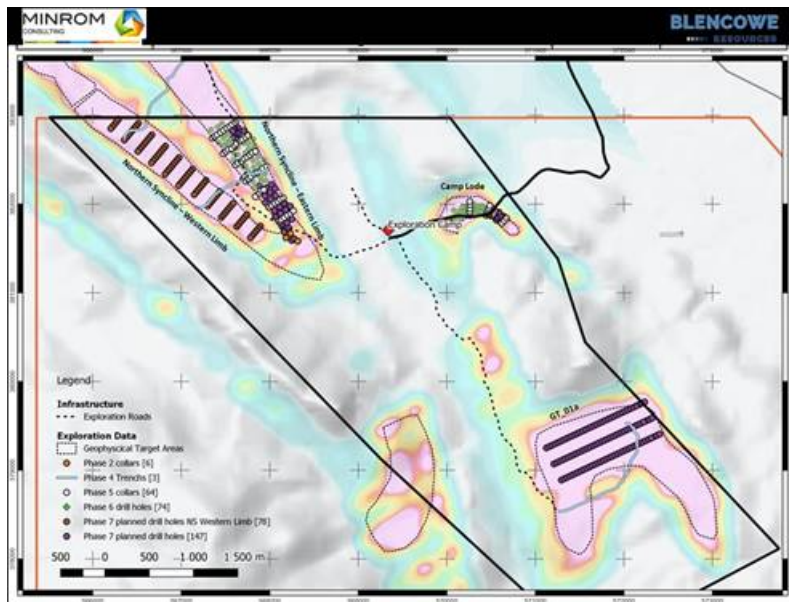 MINROM
CONSULTING
BLENCOWE
RESOURCES
Northern Syncline - Eastern Limb
Northern Syncline - Western Limb
Camp Lode
Exploration Camp
GT_01a
Legend
Infrastructure
Exploration Roads
Exploration Data
Geophyscical Target Areas
Phase 2 collars [6]
Phase 4 Trenchs [3]
Phase 5 collars [64]
Phase 6 drill holes [74]
Phase 7 planned drill holes NS Western Limb [78]
Phase 7 planned drill holes [147]
500 0 500 1 000 1 500 m